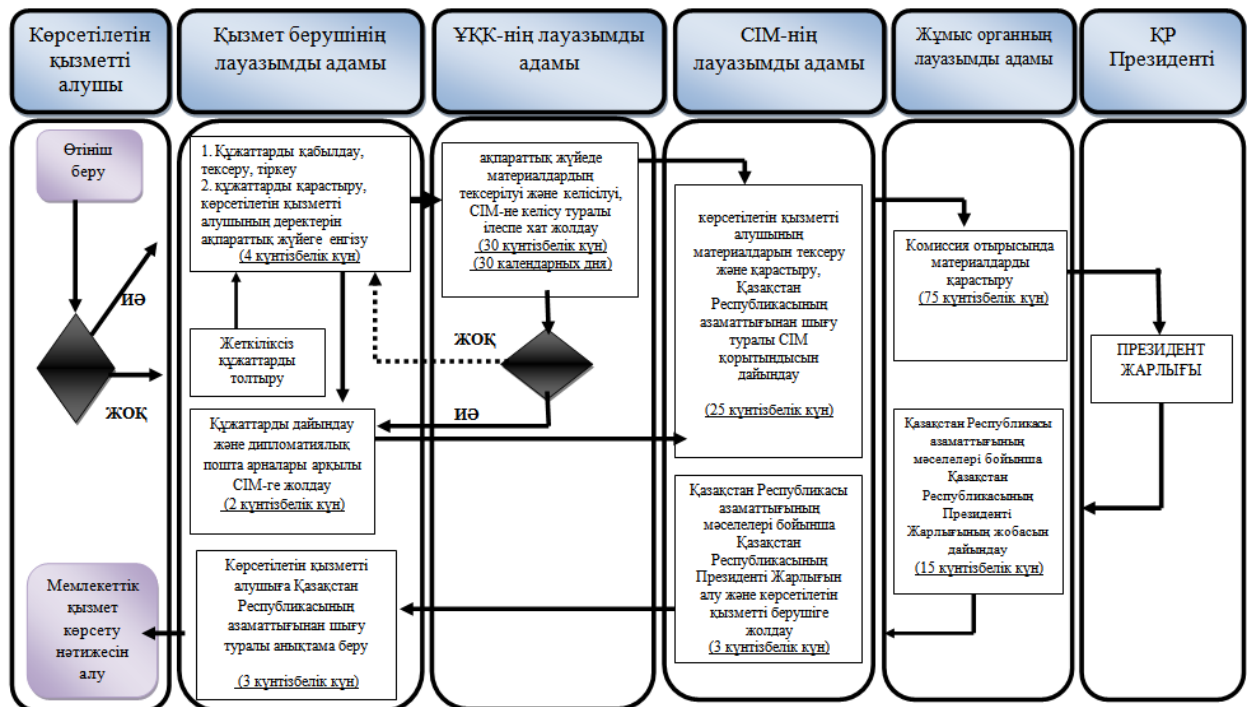 Көрсетілетін
қызметті
алушы
Қызмет берушінің
лауазымды адамы
ҰҚК-нің лауазымды
адамы
СІМ-нің
лауазымды адамы
Жұмыс органның
лауазымды адамы
ҚР
Президенті
Өтініш
беру
ИӘ
ЖОҚ
Мемлекеттік
қызмет
көрсету
нәтижесін
алу
1. Құжаттарды қабылдау,
тексеру, тіркеу
2. құжаттарды қарастыру,
көрсетілетін қызметті
алушының деректерін
ақпараттық жүйеге енгізу
(4 күнтізбелік күн)
Жеткіліксіз
құжаттарды
толтыру
Құжаттарды дайындау
және дипломатиялық
пошта арналары арқылы
СІМ-ге жолдау
(2 күнтізбелік күн)
Көрсетілетін қызметті
алушыға Қазақстан
Республикасының
азаматтығынан шығу
туралы анықтама беру
(3 күнтізбелік күн)
ақпараттық жүйеде
материалдардың
тексерілуі және келісілуі,
СІМ-не келісу туралы
ілеспе хат жолдау
(30 күнтізбелік күн)
(30 календарных дня)
ЖОҚ
ИӘ
көрсетілетін қызметті
алушының
материалдарын тексеру
және қарастыру,
Қазақстан
Республикасының
азаматтығынан шығу
туралы СІМ
қорытындысын
дайындау
(25 күнтізбелік күн)
Қазақстан Республикасы
азаматтығының
мәселелері бойынша
Қазақстан
Республикасының
Президенті Жарлығын
алу және көрсетілетін
қызметті берушіге
жолдау
(3 күнтізбелік күн)
Комиссия отырысында
материалдарды
қарастыру
(75 күнтізбелік күн)
Қазақстан Республикасы
азаматтығының
мәселелері бойынша
Қазақстан
Республикасының
Президенті
Жарлығының жобасын
дайындау
(15 күнтізбелік күн)
ПРЕЗИДЕНТ
ЖАРЛЫҒЫ